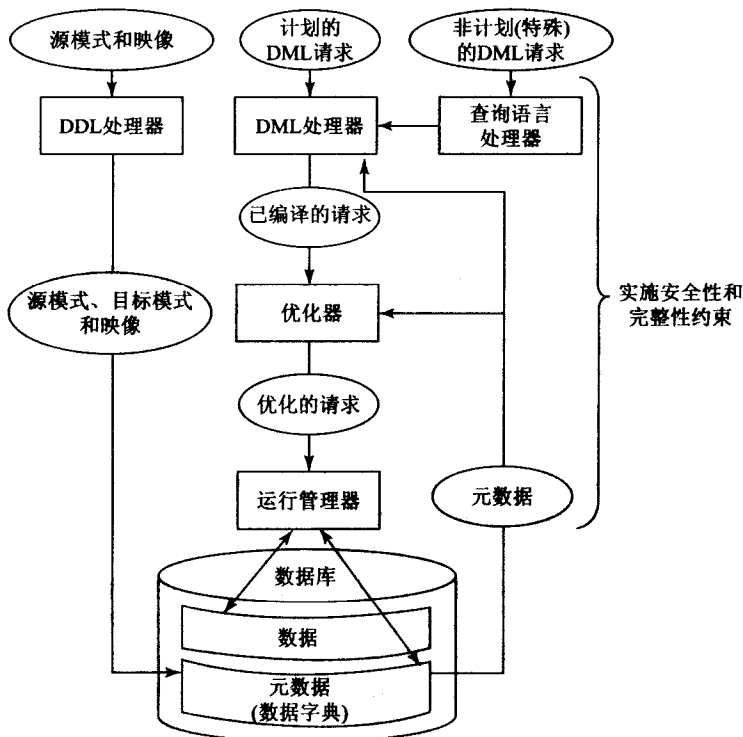 源模式和映像
计划的
DML请求
非计划(特殊)
的DML请求
DDL处理器
DML处理器
查询语言
处理器
已编译的请求
源模式、目标模式
和映像
优化器
实施安全性和
完整性约束
优化的请求
运行管理器
元数据
数据库
数据
元数据
(数据字典)